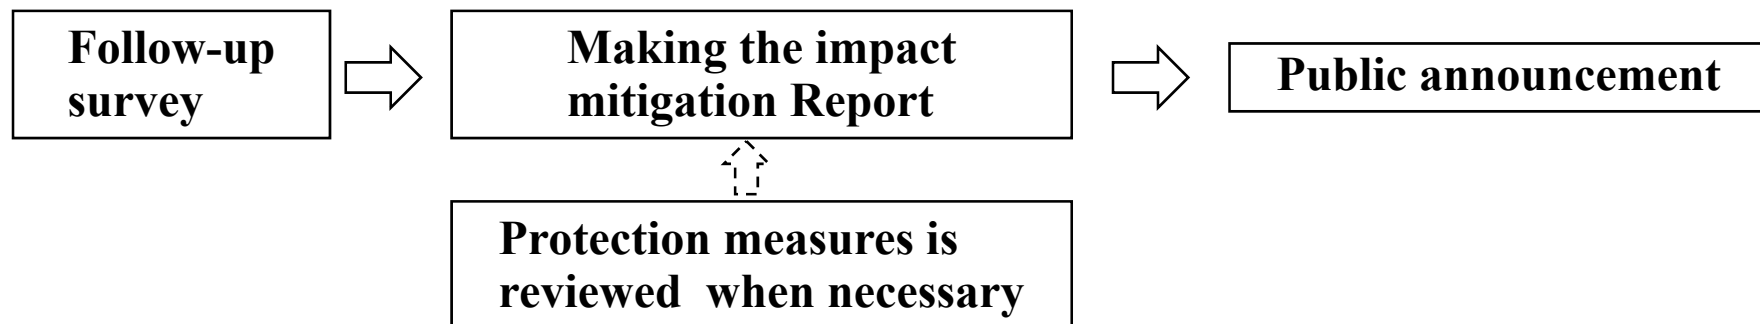 Follow-up
survey
Making the impact
mitigation Report
Public announcement
Protection measures is
reviewed when necessary